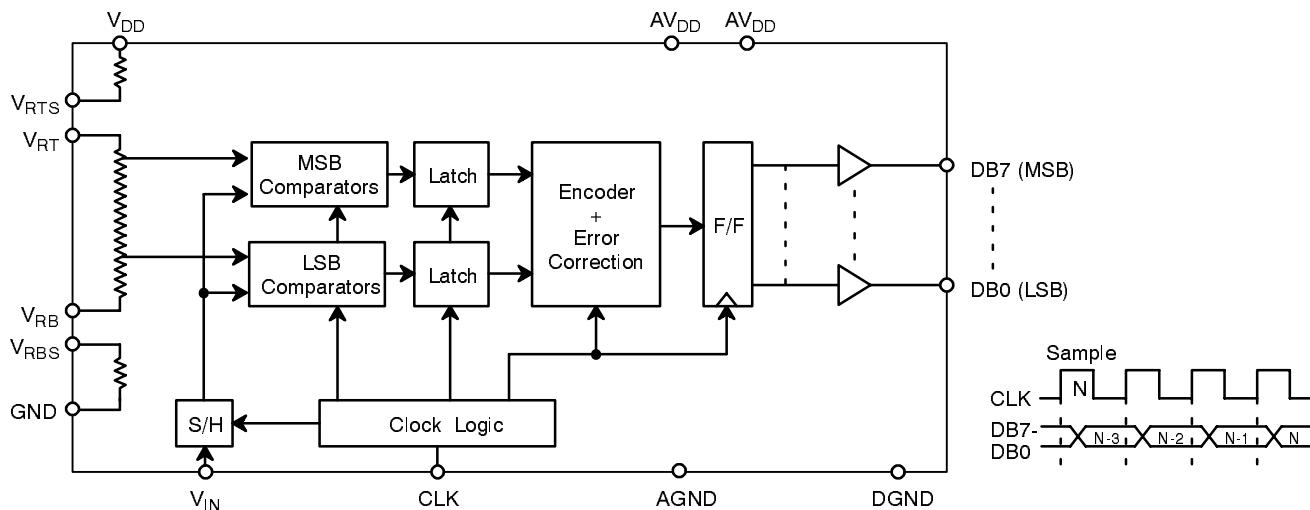 VDD
AVDD
AVDD
VRTS
VRT
VRB
VRBS
GND
MSB
Comparators
Latch
LSB
Comparators
Latch
Encoder
+
Error
Correction
F/F
DB7 (MSB)
DB0 (LSB)
S/H
Clock Logic
VIN
CLK
AGND
DGND
Sample
N
CLK
DB7-
DB0
N-3
N-2
N-1
N